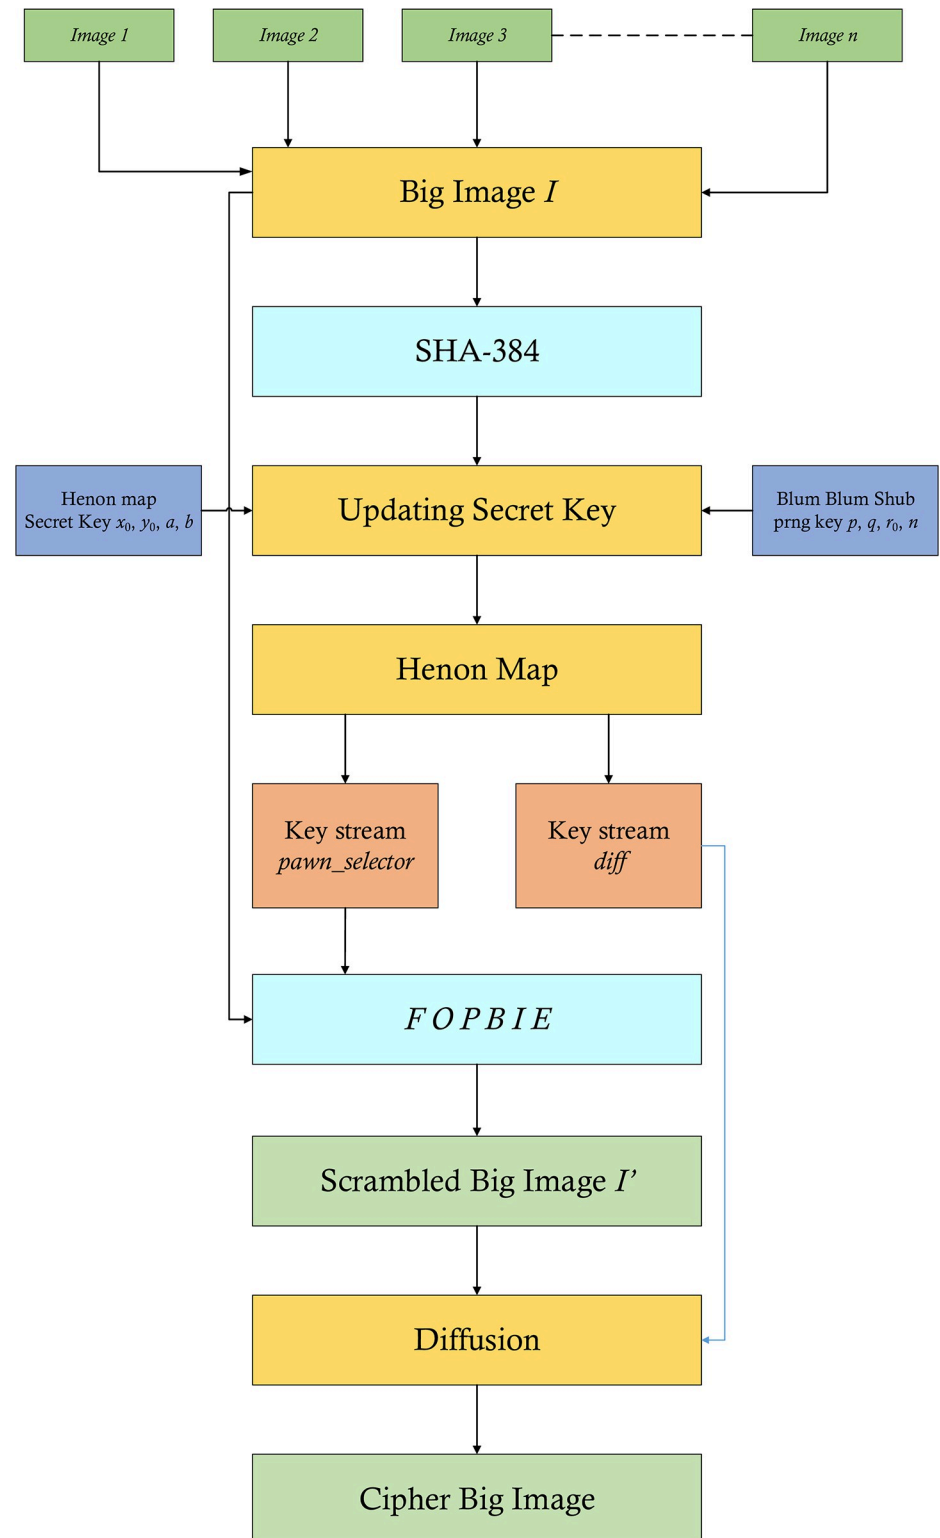 Image 1
Image 2
Image 3
Image n
Big Image I
SHA-384
Henon map
Secret Key x₀, y₀, a, b
Updating Secret Key
Blum Blum Shub
prng key p, q, r₀, n
Henon Map
Key stream
pawn_selector
Key stream
diff
F O P B I E
Scrambled Big Image I’
Diffusion
Cipher Big Image